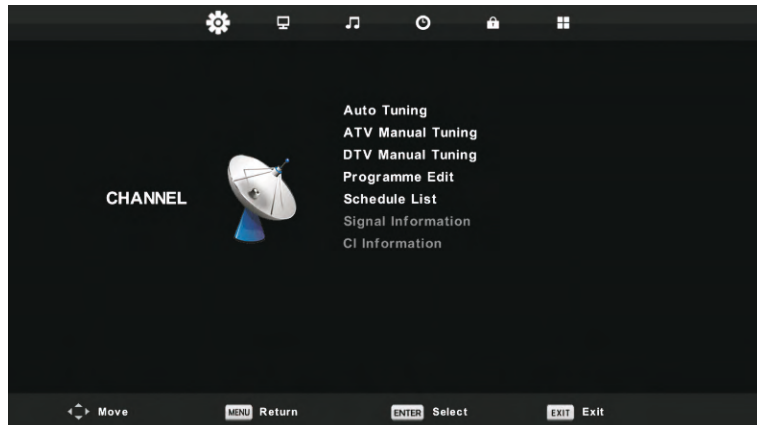 Auto Tuning
ATV Manual Tuning
DTV Manual Tuning
Programme Edit
CHANNEL
Schedule List
Signal Information
CI Information
Move
MENU Return
ENTER Select
EXIT Exit